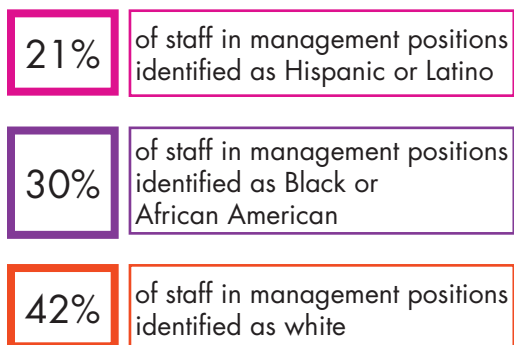 21%
of staff in management positions
identified as Hispanic or Latino
30%
of staff in management positions
identified as Black or
African American
42%
of staff in management positions
identified as white